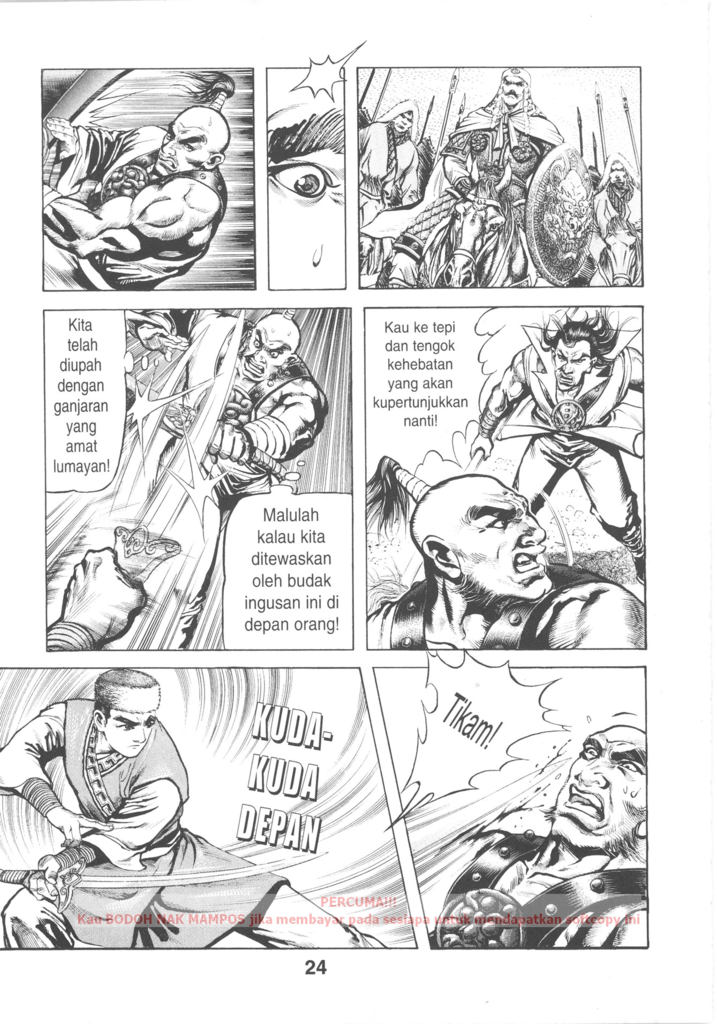 Kita
telah
diupah
dengan
ganjaran
yang
amat
lumayan!
Malulah
kalau kita
ditewaskan
oleh budak
ingusan ini di
depan orang!
Kau ke tepi
dan tengok
kehebatan
yang akan
kupertunjukkan
nanti!
KUDA-
KUDA
DEPAN
Tikam!
PERCUMA!!!
Kau BODOH NAK MAMPOS jika membayar pada sesiapa untuk mendapatkan softcopy ini
24